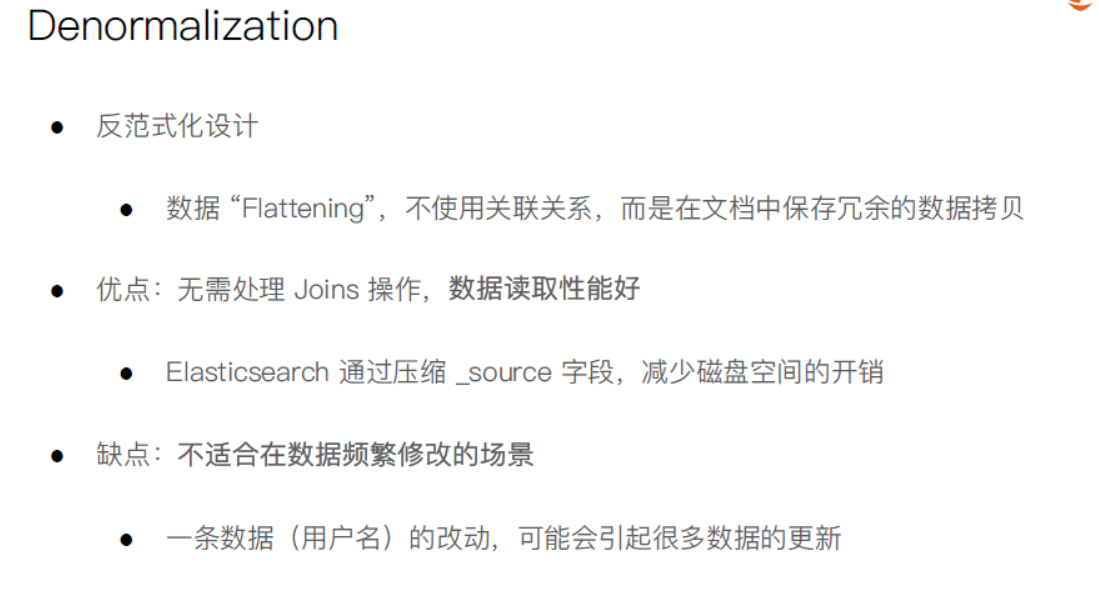 Denormalization
● 反范式化设计
● 数据 “Flattening”，不使用关联关系，而是在文档中保存冗余的数据拷贝
● 优点：无需处理 Joins 操作，数据读取性能好
● Elasticsearch 通过压缩 _source 字段，减少磁盘空间的开销
● 缺点：不适合在数据频繁修改的场景
● 一条数据（用户名）的改动，可能会引起很多数据的更新